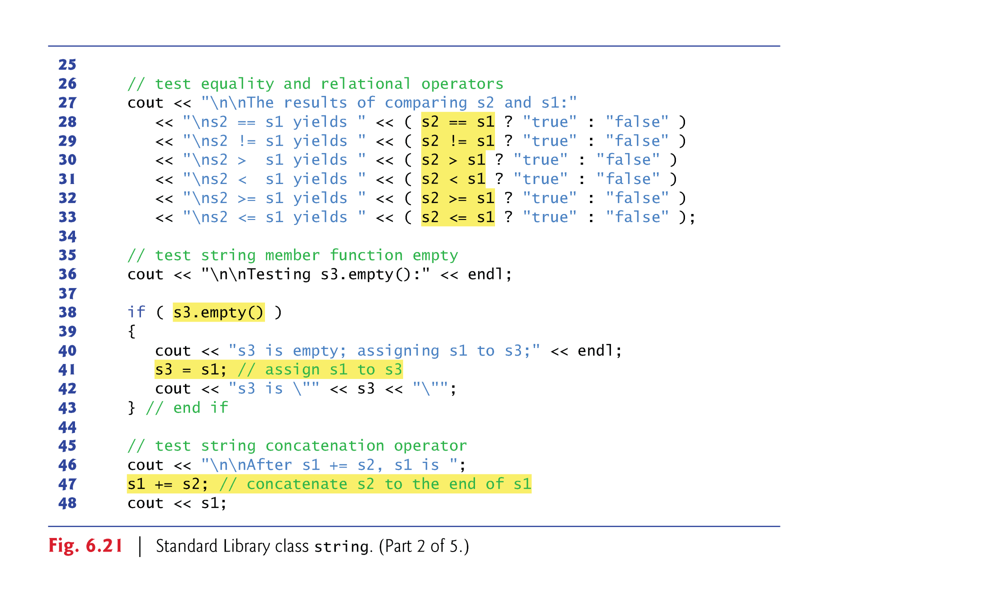 25
26 // test equality and relational operators
27 cout << "\n\nThe results of comparing s2 and s1:"
28 << "\ns2 == s1 yields " << ( s2 == s1 ? "true" : "false" )
29 << "\ns2 != s1 yields " << ( s2 != s1 ? "true" : "false" )
30 << "\ns2 >  s1 yields " << ( s2 > s1 ? "true" : "false" )
31 << "\ns2 <  s1 yields " << ( s2 < s1 ? "true" : "false" )
32 << "\ns2 >= s1 yields " << ( s2 >= s1 ? "true" : "false" )
33 << "\ns2 <= s1 yields " << ( s2 <= s1 ? "true" : "false" );
34
35 // test string member function empty
36 cout << "\n\nTesting s3.empty():" << endl;
37
38 if ( s3.empty() )
39 {
40 cout << "s3 is empty; assigning s1 to s3;" << endl;
41 s3 = s1; // assign s1 to s3
42 cout << "s3 is \"" << s3 << "\"";
43 } // end if
44
45 // test string concatenation operator
46 cout << "\n\nAfter s1 += s2, s1 is ";
47 s1 += s2; // concatenate s2 to the end of s1
48 cout << s1;
Fig. 6.21 | Standard Library class string. (Part 2 of 5.)